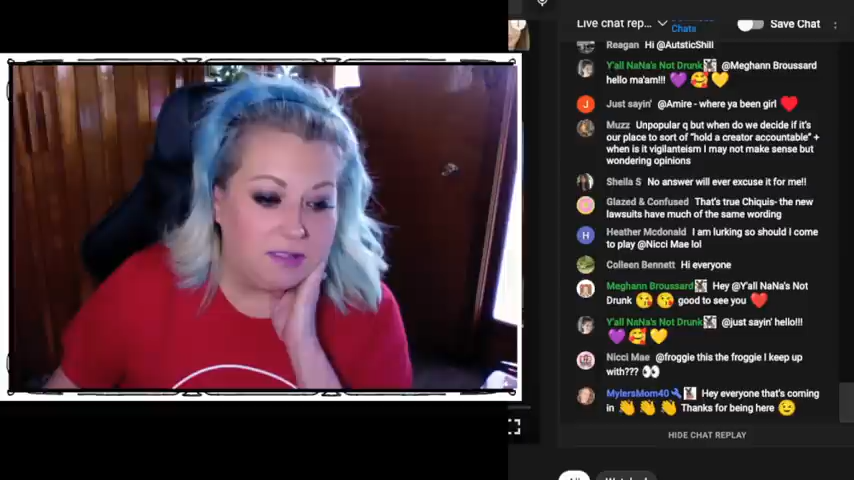 Live chat rep...
Chats
Save Chat
Reagan Hi @AutsticShill
Y'all NaNa's Not Drunk @Meghann Broussard
hello ma'am!!!
Just sayin' @Amire - where ya been girl
Muzz Unpopular q but when do we decide if it's
our place to sort of "hold a creator accountable" +
when is it vigilanteism I may not make sense but
wondering opinions
Sheila S No answer will ever excuse it for me!!
Glazed & Confused That's true Chiquis- the new
lawsuits have much of the same wording
Heather Mcdonald I am lurking so should I come
to play @Nicci Mae lol
Colleen Bennett Hi everyone
Meghann Broussard Hey @Y'all NaNa's Not
Drunk good to see you
Y'all NaNa's Not Drunk @just sayin' hello!!!
Nicci Mae @froggie this the froggie I keep up
with???
MylersMom40 Hey everyone that's coming
in Thanks for being here
HIDE CHAT REPLAY